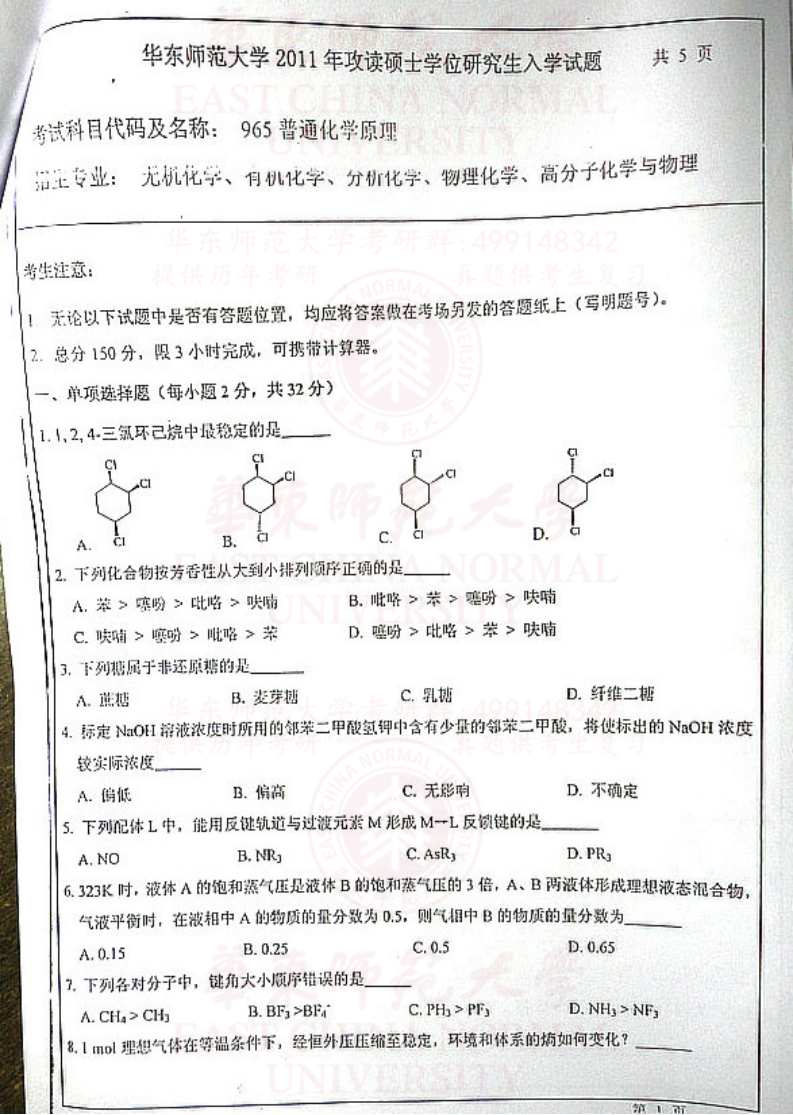 华东师范大学 2011 年攻读硕士学位研究生入学试题 共 5 页
考试科目代码及名称: 965 普通化学原理
招生专业: 无机化学、有机化学、分析化学、物理化学、高分子化学与物理
华东师范大学考研群:499148342
提供历年考研 真题供考生复习
考生注意:
1 无论以下试题中是否有答题位置,均应将答案做在考场另发的答题纸上(写明题号)。
2. 总分 150 分,限 3 小时完成,可携带计算器。
一、单项选择题(每小题 2 分,共 32 分)
1. 1, 2, 4-三氯环己烷中最稳定的是______
Cl Cl Cl Cl
Cl Cl Cl Cl
A. Cl B. Cl C. Cl D. Cl
2. 下列化合物按芳香性从大到小排列顺序正确的是______
A. 苯 > 噻吩 > 吡咯 > 呋喃 B. 吡咯 > 苯 > 噻吩 > 呋喃
C. 呋喃 > 噻吩 > 吡咯 > 苯 D. 噻吩 > 吡咯 > 苯 > 呋喃
3. 下列糖属于非还原糖的是______
A. 蔗糖 B. 麦芽糖 C. 乳糖 D. 纤维二糖
4. 标定 NaOH 溶液浓度时所用的邻苯二甲酸氢钾中含有少量的邻苯二甲酸,将使标出的 NaOH 浓度
较实际浓度______
A. 偏低 B. 偏高 C. 无影响 D. 不确定
5. 下列配体 L 中,能用反键轨道与过渡元素 M 形成 M—L 反馈键的是______
A. NO B. NR₃ C. AsR₃ D. PR₃
6. 323K 时,液体 A 的饱和蒸气压是液体 B 的饱和蒸气压的 3 倍,A、B 两液体形成理想液态混合物,
气液平衡时,在液相中 A 的物质的量分数为 0.5,则气相中 B 的物质的量分数为______
A. 0.15 B. 0.25 C. 0.5 D. 0.65
7. 下列各对分子中,键角大小顺序错误的是______
A. CH₄ > CH₃ B. BF₃ >BF₄⁻ C. PH₃ > PF₃ D. NH₃ > NF₃
8. 1 mol 理想气体在等温条件下,经恒外压压缩至稳定,环境和体系的熵如何变化?______
第 1 页